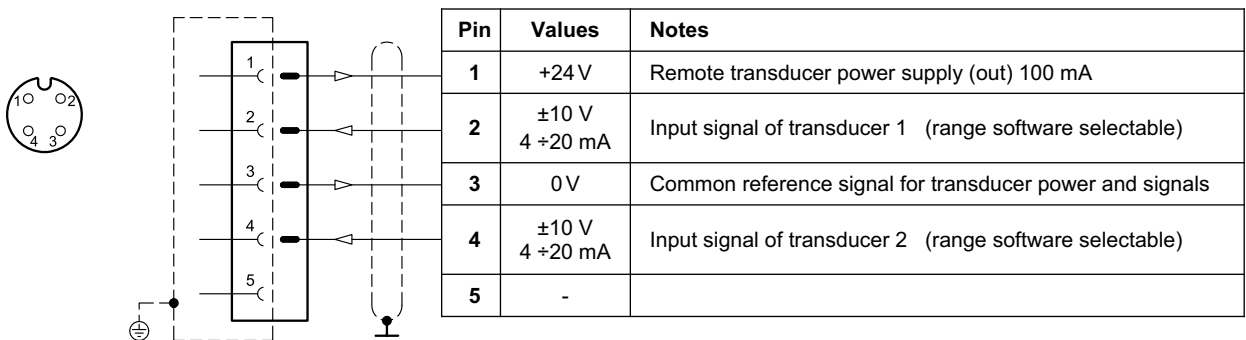 Pin Values Notes
1 +24 V Remote transducer power supply (out) 100 mA
2 ±10 V 4 ÷20 mA Input signal of transducer 1 (range software selectable)
3 0 V Common reference signal for transducer power and signals
4 ±10 V 4 ÷20 mA Input signal of transducer 2 (range software selectable)
5 -
1
2
3
4
5
1 2
4 3